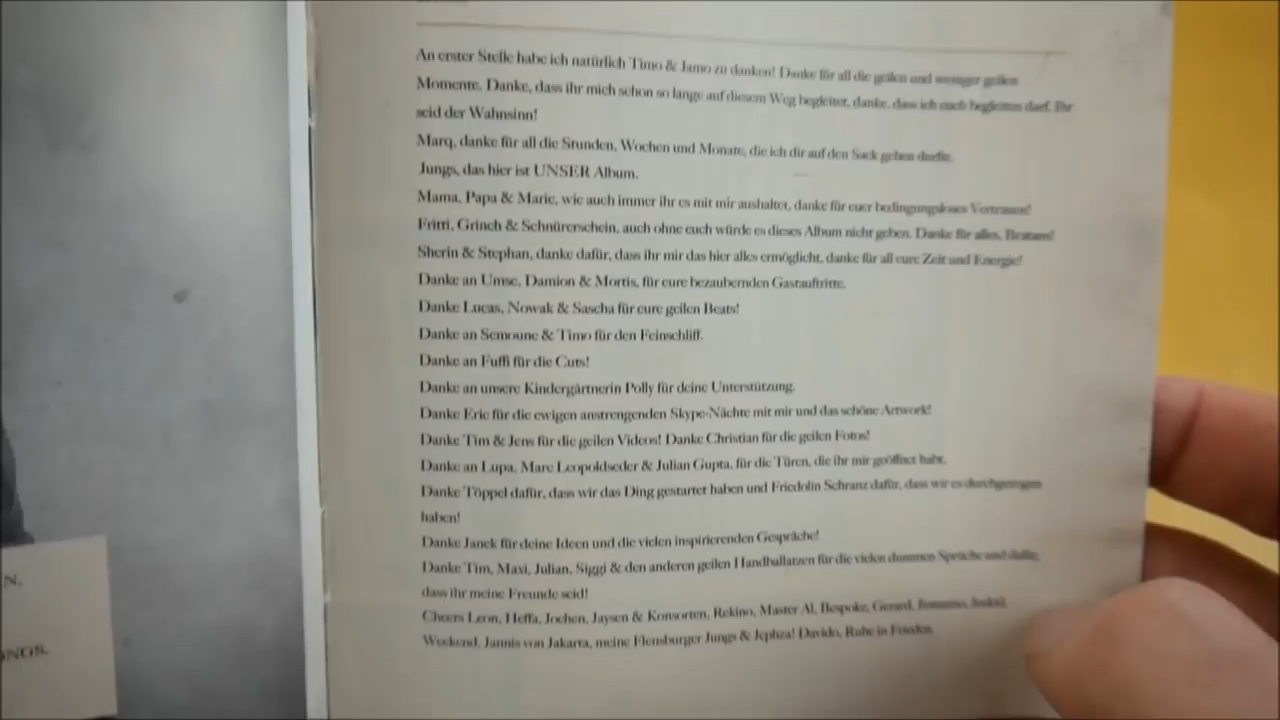 An erster Stelle habe ich natürlich Timo & Jamo zu danken! Danke für all die geilen und weniger geilen
Momente. Danke, dass ihr mich schon so lange auf diesem Weg begleitet, danke, dass ich euch begleiten darf. Ihr
seid der Wahnsinn!
Marq, danke für all die Stunden, Wochen und Monate, die ich dir auf den Sack gehen durfte.
Jungs, das hier ist UNSER Album.
Mama, Papa & Marie, wie auch immer ihr es mit mir aushaltet, danke für euer bedingungsloses Vertrauen!
Fritti, Grinch & Schnürerschein, auch ohne euch würde es dieses Album nicht geben. Danke für alles, Bratans!
Sherin & Stephan, danke dafür, dass ihr mir das hier alles ermöglicht, danke für all eure Zeit und Energie!
Danke an Umse, Damion & Mortis, für eure bezaubernden Gastauftritte.
Danke Lucas, Nowak & Sascha für eure geilen Beats!
Danke an Semoune & Timo für den Feinschliff.
Danke an Fuffi für die Cuts!
Danke an unsere Kindergärtnerin Polly für deine Unterstützung.
Danke Eric für die ewigen anstrengenden Skype-Nächte mit mir und das schöne Artwork!
Danke Tim & Jens für die geilen Videos! Danke Christian für die geilen Fotos!
Danke an Lupa, Marc Leopoldseder & Julian Gupta, für die Türen, die ihr mir geöffnet habt.
Danke Töppel dafür, dass wir das Ding gestartet haben und Friedolin Schranz dafür, dass wir es durchgezogen
haben!
Danke Janek für deine Ideen und die vielen inspirierenden Gespräche!
Danke Tim, Maxi, Julian, Siggi & den anderen geilen Handballatzen für die vielen dummen Sprüche und dafür,
dass ihr meine Freunde seid!
Cheers Leon, Heffa, Jochen, Jaysen & Konsorten, Rekino, Master Al, Bespoke, Gerard,
Weekend, Jannis von Jakarta, meine Flensburger Jungs & Jephza! Davido, Ruhe in Frieden.
N.
NGS.